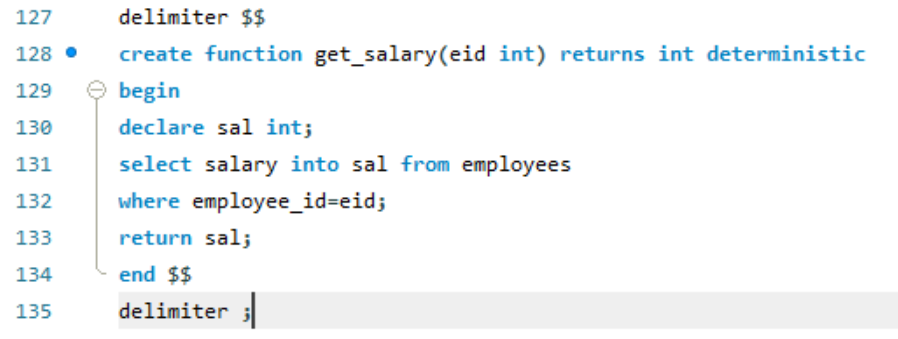 127 delimiter $$
128 create function get_salary(eid int) returns int deterministic
129 begin
130 declare sal int;
131 select salary into sal from employees
132 where employee_id=eid;
133 return sal;
134 end $$
135 delimiter ;